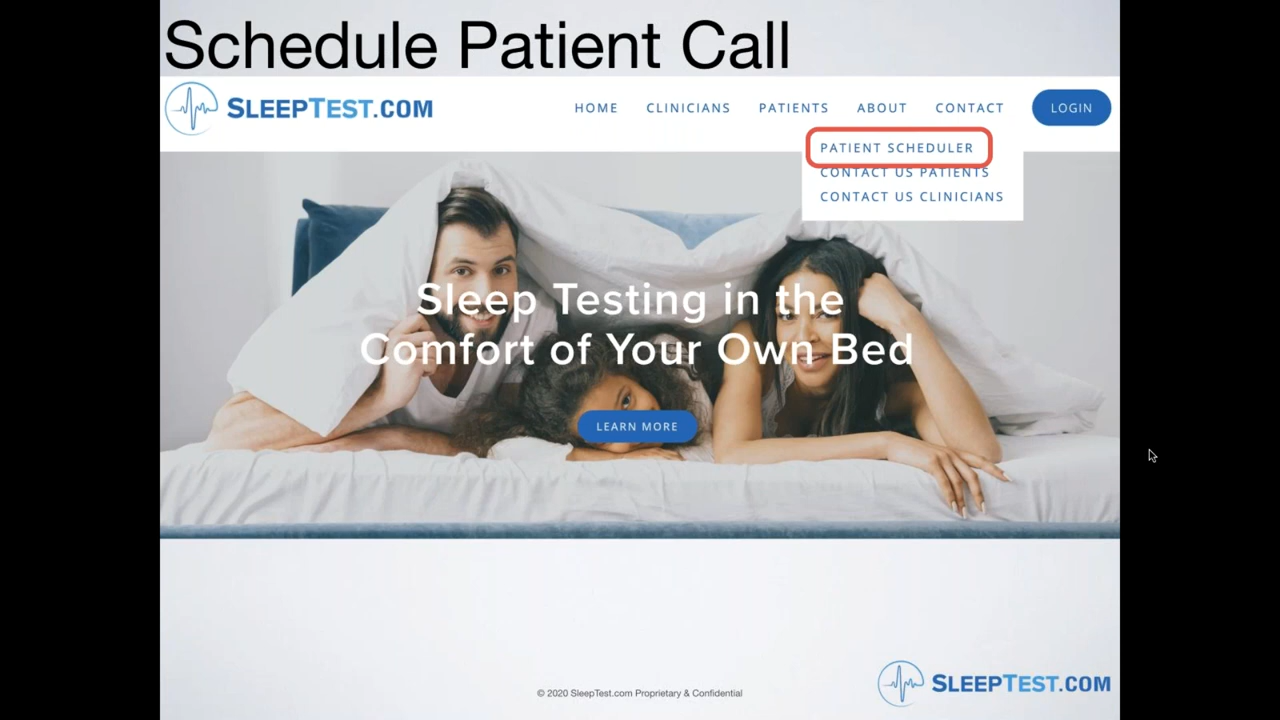 Schedule Patient Call
SLEEPTEST.COM
HOME CLINICIANS PATIENTS ABOUT CONTACT LOGIN
PATIENT SCHEDULER
CONTACT US PATIENTS
CONTACT US CLINICIANS
Sleep Testing in the
Comfort of Your Own Bed
LEARN MORE
© 2020 SleepTest.com Proprietary & Confidential
SLEEPTEST.COM